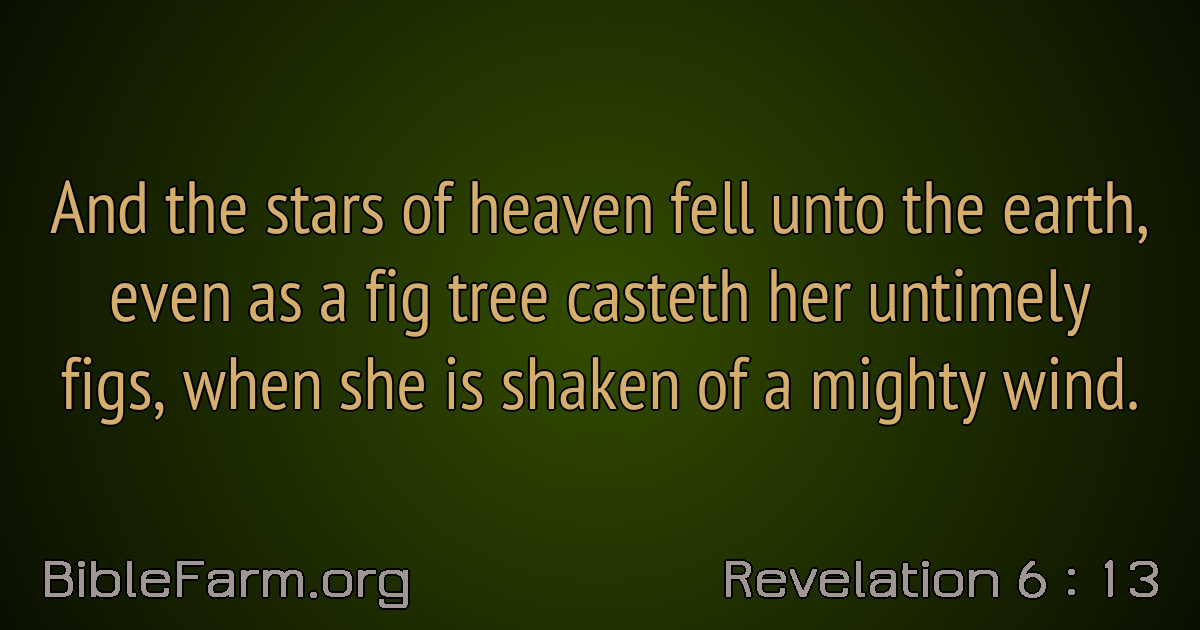 And the stars of heaven fell unto the earth,
even as a fig tree casteth her untimely
figs, when she is shaken of a mighty wind.
BibleFarm.org
Revelation 6 : 13